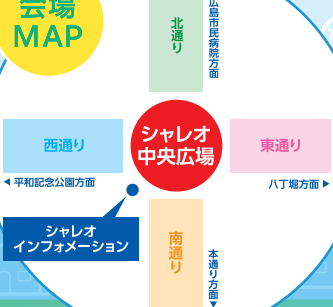 会場
MAP
北通り
広島市民病院方面
シャレオ
中央広場
西通り
東通り
◀ 平和記念公園方面
八丁堀方面 ▶
シャレオ
インフォメーション
南通り
本通り方面▼